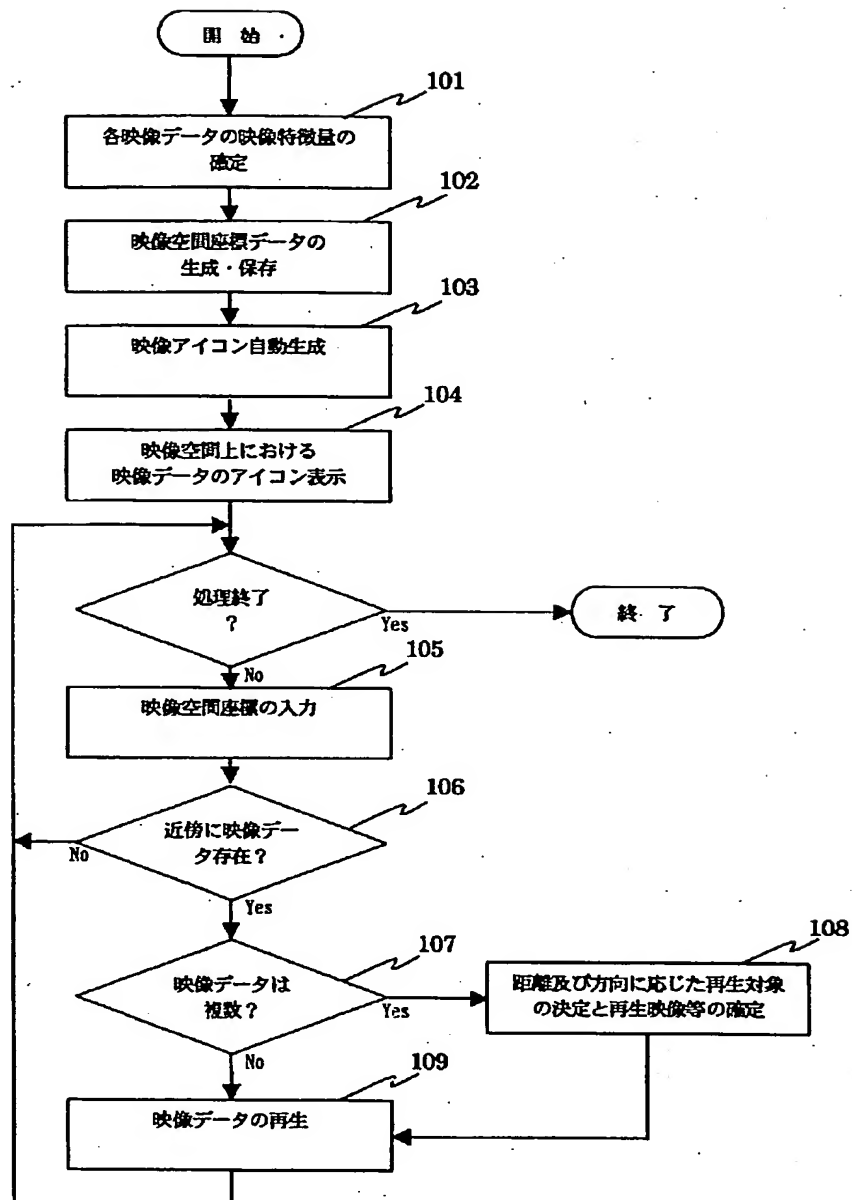 開 始
101
各映像データの映像特徴量の
確定
102
映像空間座標データの
生成・保存
103
映像アイコン自動生成
104
映像空間上における
映像データのアイコン表示
処理終了
?
Yes
終 了
No
105
映像空間座標の入力
106
近傍に映像デー
タ存在?
No
Yes
107
映像データは
複数?
Yes
108
距離及び方向に応じた再生対象
の決定と再生映像等の確定
No
109
映像データの再生